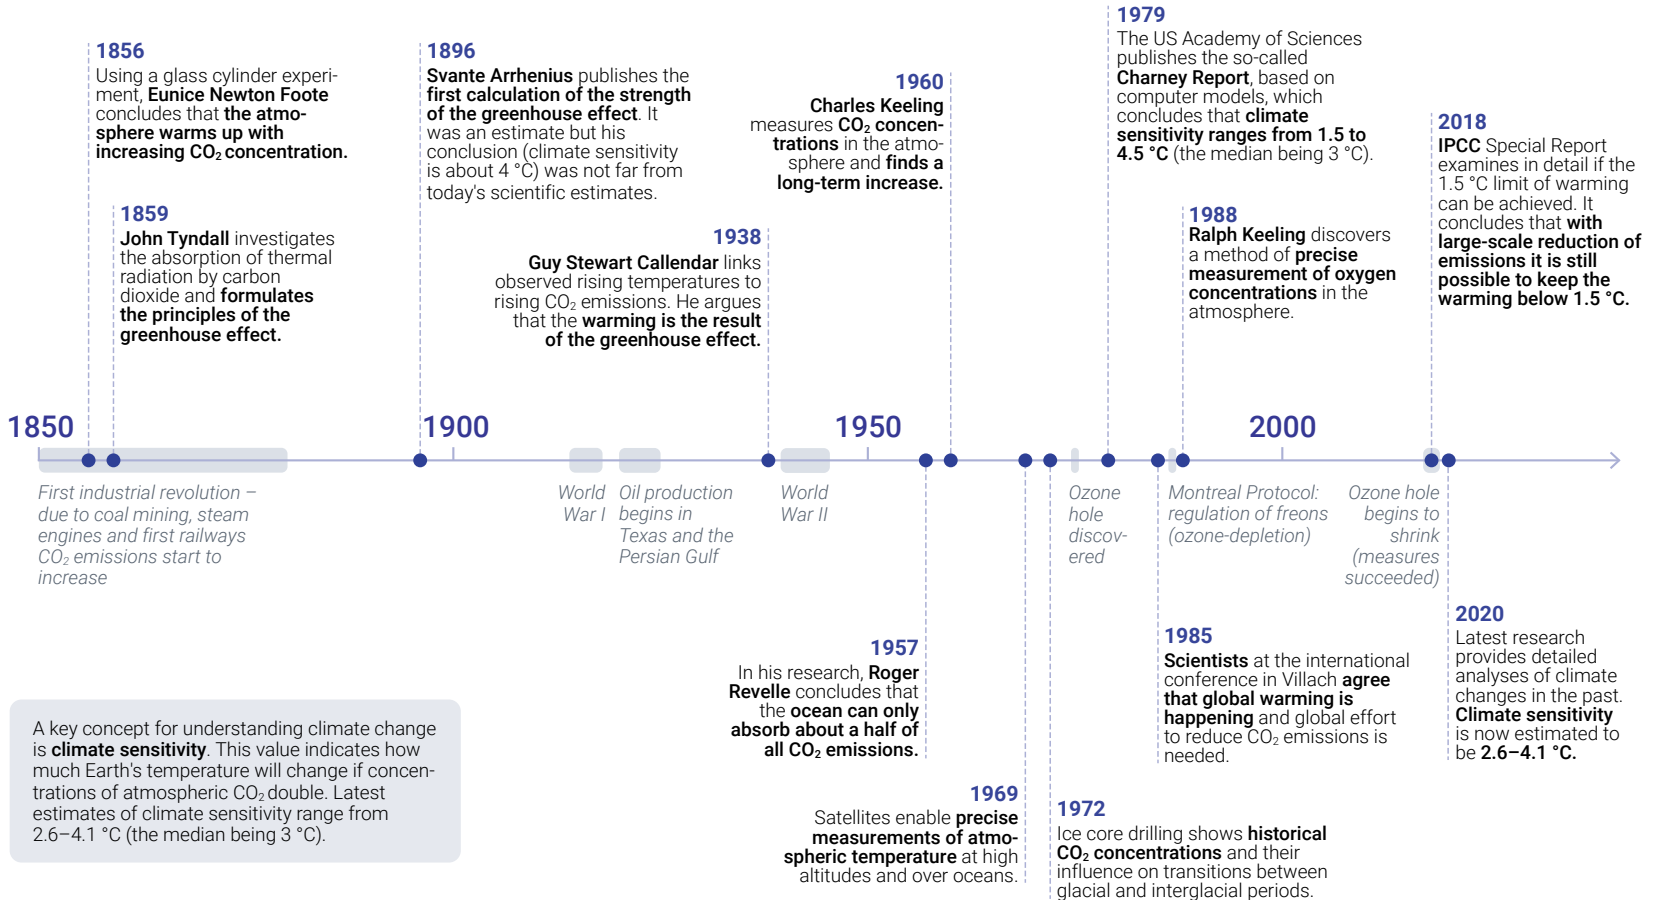 1856
Using a glass cylinder experi-
ment, Eunice Newton Foote
concludes that the atmo-
sphere warms up with
increasing CO₂ concentration.
1859
John Tyndall investigates
the absorption of thermal
radiation by carbon
dioxide and formulates
the principles of the
greenhouse effect.
1896
Svante Arrhenius publishes the
first calculation of the strength
of the greenhouse effect. It
was an estimate but his
conclusion (climate sensitivity
is about 4 °C) was not far from
today's scientific estimates.
1938
Guy Stewart Callendar links
observed rising temperatures to
rising CO₂ emissions. He argues
that the warming is the result
of the greenhouse effect.
1960
Charles Keeling
measures CO₂ concen-
trations in the atmo-
sphere and finds a
long-term increase.
1979
The US Academy of Sciences
publishes the so-called
Charney Report, based on
computer models, which
concludes that climate
sensitivity ranges from 1.5 to
4.5 °C (the median being 3 °C).
1988
Ralph Keeling discovers
a method of precise
measurement of oxygen
concentrations in the
atmosphere.
2018
IPCC Special Report
examines in detail if the
1.5 °C limit of warming
can be achieved. It
concludes that with
large-scale reduction of
emissions it is still
possible to keep the
warming below 1.5 °C.
1850
1900
1950
2000
First industrial revolution –
due to coal mining, steam
engines and first railways
CO₂ emissions start to
increase
World
War I
Oil production
begins in
Texas and the
Persian Gulf
World
War II
Ozone
hole
discov-
ered
Montreal Protocol:
regulation of freons
(ozone-depletion)
Ozone hole
begins to
shrink
(measures
succeeded)
1957
In his research, Roger
Revelle concludes that
the ocean can only
absorb about a half of
all CO₂ emissions.
1969
Satellites enable precise
measurements of atmo-
spheric temperature at high
altitudes and over oceans.
1972
Ice core drilling shows historical
CO₂ concentrations and their
influence on transitions between
glacial and interglacial periods.
1985
Scientists at the international
conference in Villach agree
that global warming is
happening and global effort
to reduce CO₂ emissions is
needed.
2020
Latest research
provides detailed
analyses of climate
changes in the past.
Climate sensitivity
is now estimated to
be 2.6–4.1 °C.
A key concept for understanding climate change
is climate sensitivity. This value indicates how
much Earth's temperature will change if concen-
trations of atmospheric CO₂ double. Latest
estimates of climate sensitivity range from
2.6–4.1 °C (the median being 3 °C).